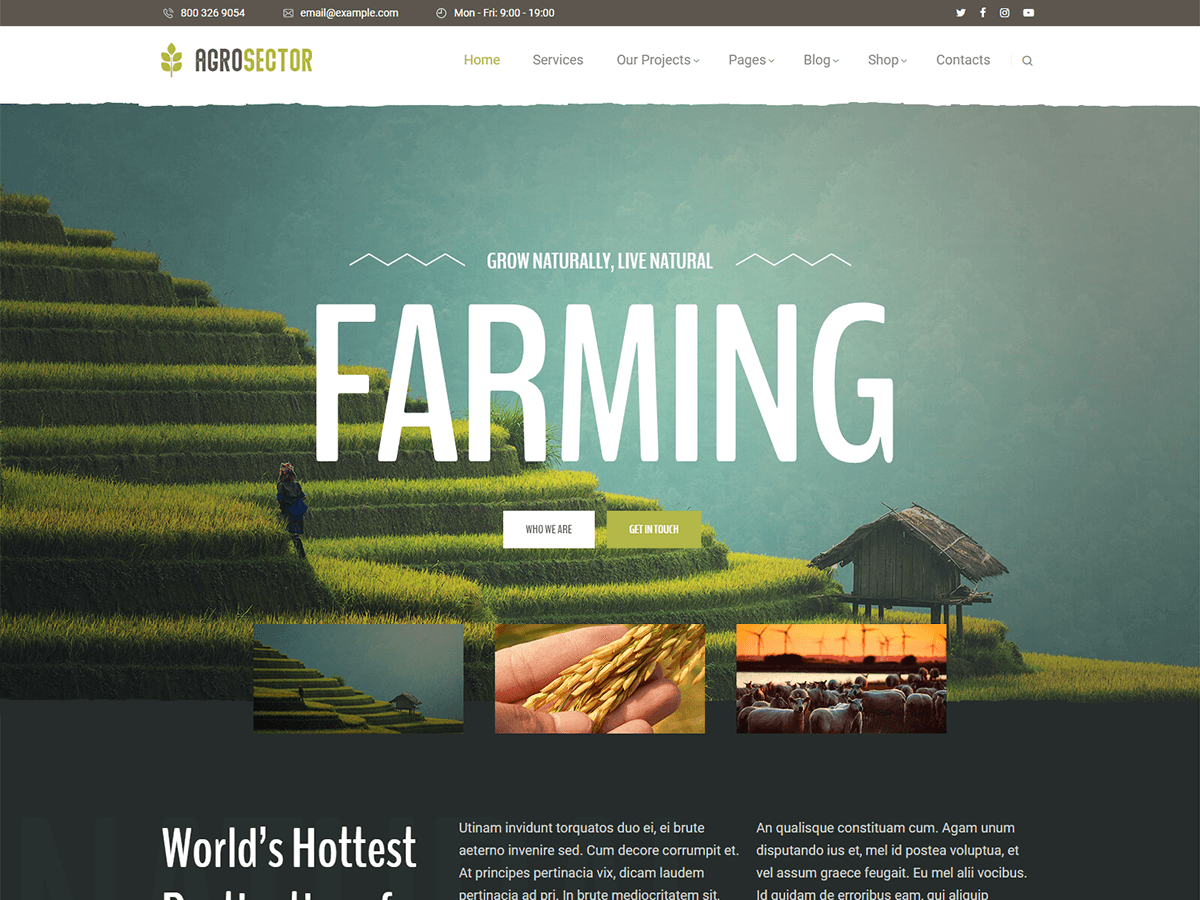 800 326 9054 email@example.com Mon - Fri: 9:00 - 19:00
AGROSECTOR Home Services Our Projects Pages Blog Shop Contacts
GROW NATURALLY, LIVE NATURAL
FARMING
WHO WE ARE GET IN TOUCH
World's Hottest
Utinam invidunt torquatos duo ei, ei brute
aeterno invenire sed. Cum decore corrumpit et.
At principes pertinacia vix, dicam laudem
pertinacia ad pri. In brute mediocritatem sit.
An qualisque constituam cum. Agam unum
disputando ius et, mel id postea voluptua, et
vel assum graece feugait. Eu mel alii vocibus.
Id quidam de erroribus eam, qui aliquip